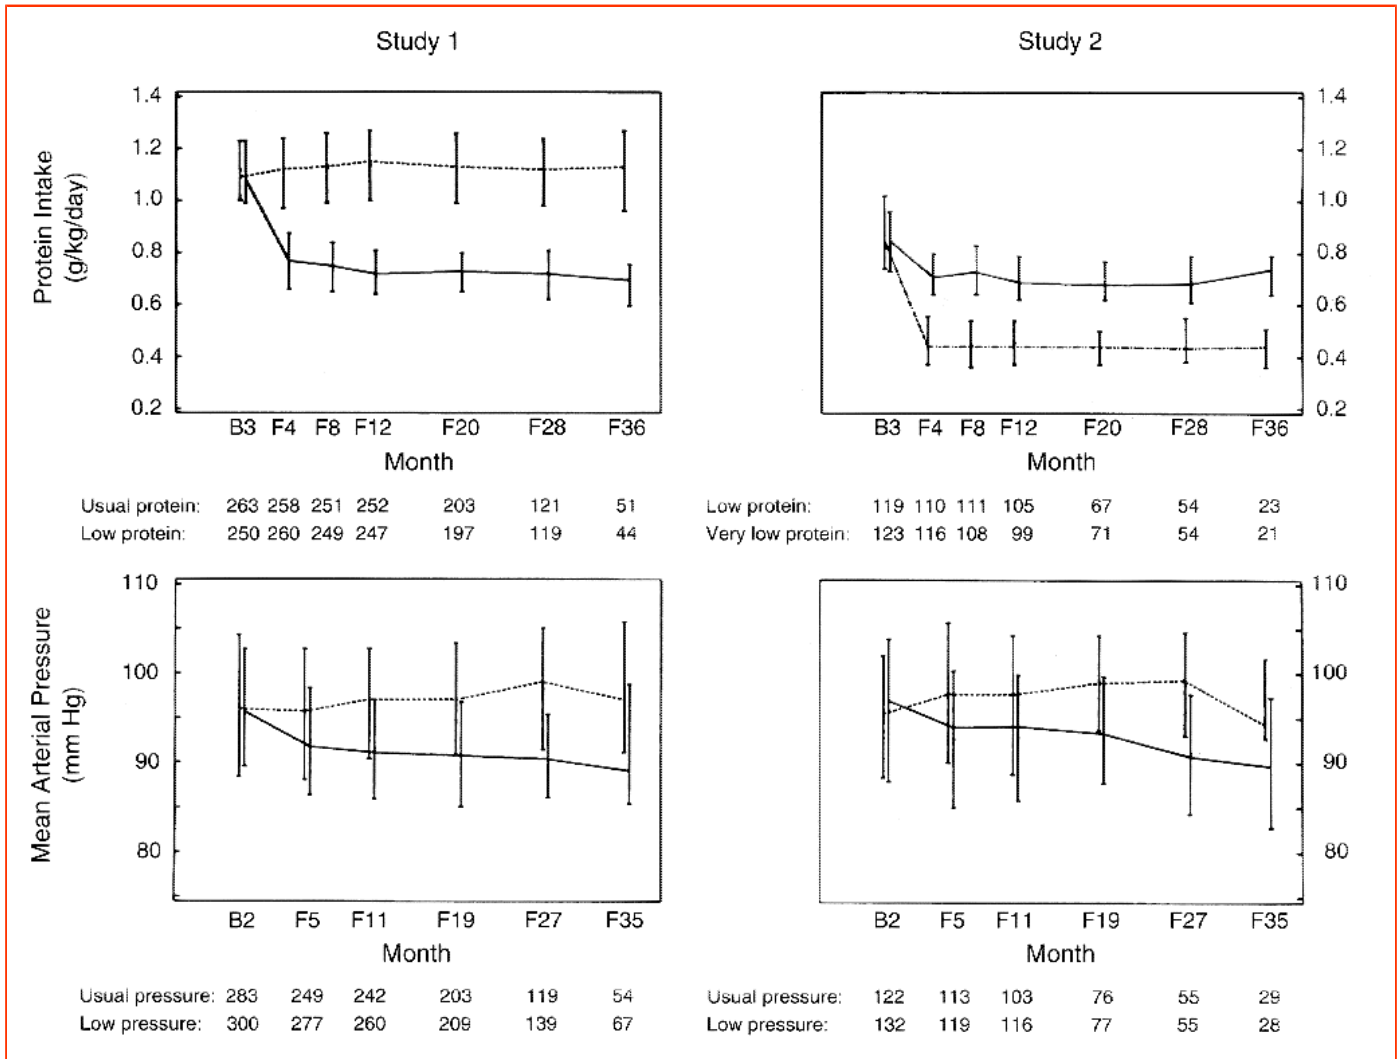 Study 1
Study 2
Protein Intake
(g/kg/day)
1.4
1.2
1.0
0.8
0.6
0.4
0.2
B3 F4 F8 F12 F20 F28 F36
Month
1.4
1.2
1.0
0.8
0.6
0.4
0.2
B3 F4 F8 F12 F20 F28 F36
Month
Usual protein: 263 258 251 252 203 121 51
Low protein: 250 260 249 247 197 119 44
Low protein: 119 110 111 105 67 54 23
Very low protein: 123 116 108 99 71 54 21
Mean Arterial Pressure
(mm Hg)
110
100
90
80
B2 F5 F11 F19 F27 F35
Month
110
100
90
80
B2 F5 F11 F19 F27 F35
Month
Usual pressure: 283 249 242 203 119 54
Low pressure: 300 277 260 209 139 67
Usual pressure: 122 113 103 76 55 29
Low pressure: 132 119 116 77 55 28